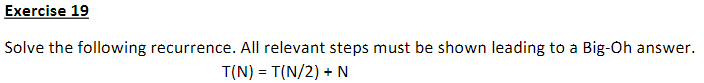 Exercise 19
Solve the following recurrence. All relevant steps must be shown leading to a Big-Oh answer.
T(N) = T(N/2) + N